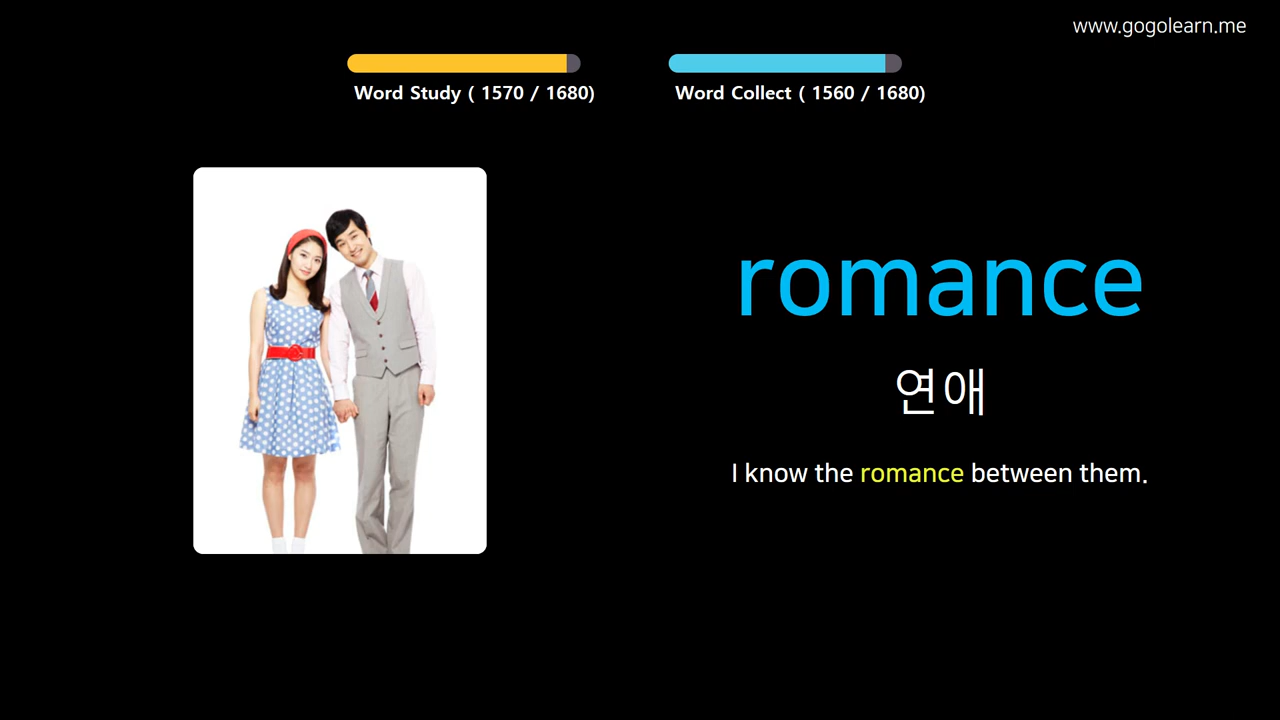 www.gogolearn.me
Word Study ( 1570 / 1680)
Word Collect ( 1560 / 1680)
romance
연애
I know the romance between them.